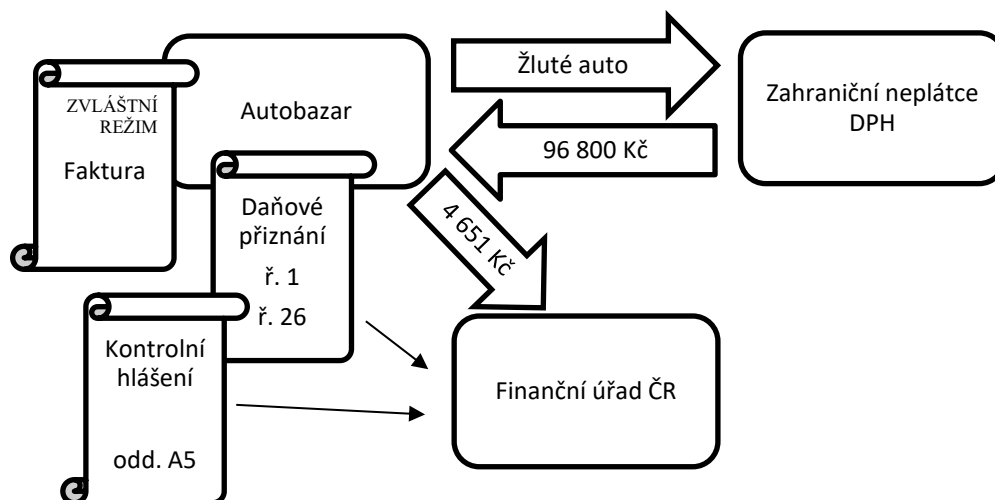 ZVLÁŠTNÍ
REŽIM
Faktura
Autobazar
Žluté auto
96 800 Kč
Zahraniční neplátce
DPH
4 651 Kč
Daňové
přiznání
ř. 1
ř. 26
Kontrolní
hlášení
odd. A5
Finanční úřad ČR